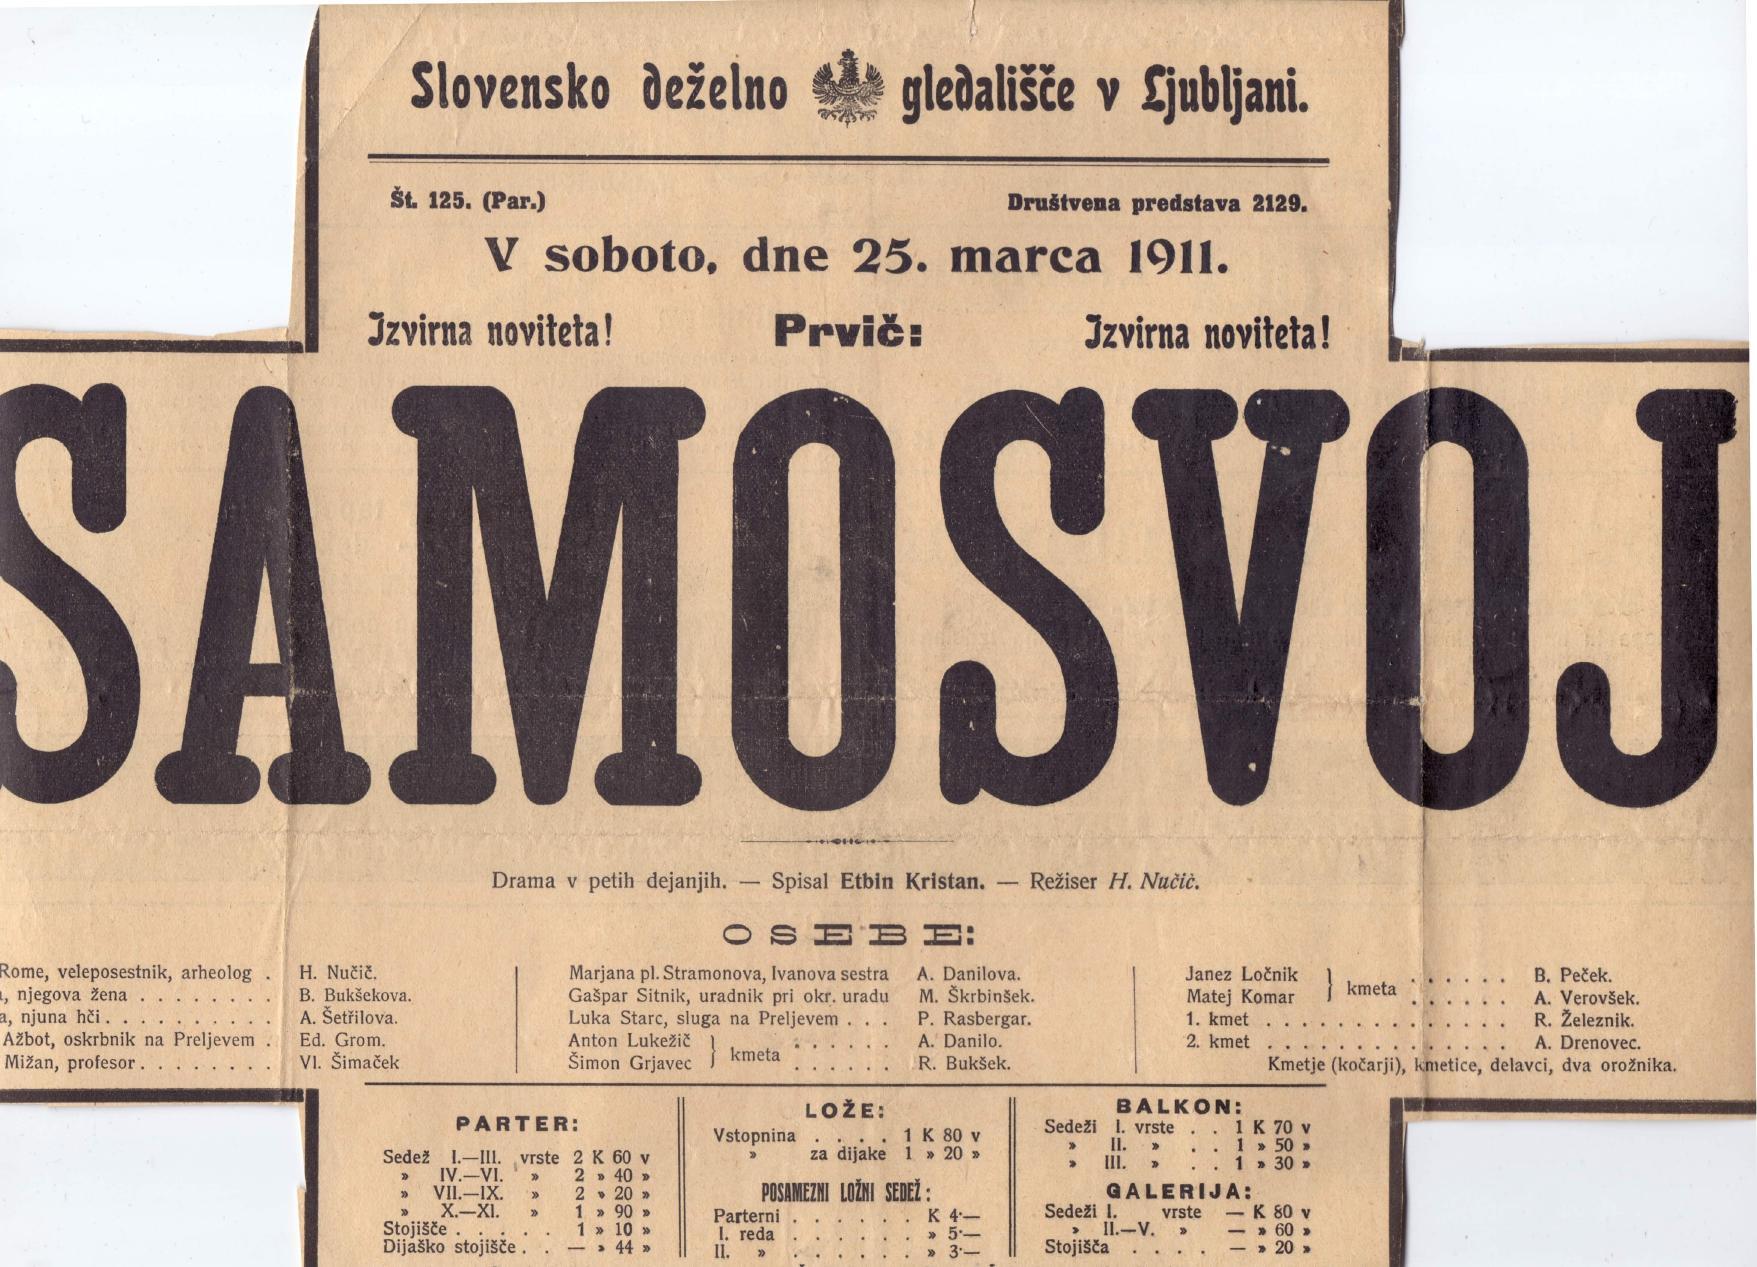 Slovensko deželno gledališče v Ljubljani.
Št. 125. (Par.)
Društvena predstava 2129.
V soboto, dne 25. marca 1911.
Izvirna noviteta! Prvič: Izvirna noviteta!
SAMOSVOJ
Drama v petih dejanjih. — Spisal Etbin Kristan. — Režiser H. Nučič.
OSEBE:
Rome, veleposestnik, arheolog . H. Nučič.
, njegova žena . . . . . . . . B. Bukšekova.
a, njuna hči . . . . . . . . . . A. Šetřilova.
Ažbot, oskrbnik na Preljevem . Ed. Grom.
Mižan, profesor . . . . . . . . Vl. Šimaček
Marjana pl. Stramonova, Ivanova sestra A. Danilova.
Gašpar Sitnik, uradnik pri okr. uradu M. Škrbinšek.
Luka Starc, sluga na Preljevem . . . P. Rasbergar.
Anton Lukežič } kmeta . . . . . . A. Danilo.
Šimon Grjavec } kmeta . . . . . . R. Bukšek.
Janez Ločnik } kmeta . . . . . . B. Peček.
Matej Komar } kmeta . . . . . . A. Verovšek.
1. kmet . . . . . . . . . . . . . . R. Železnik.
2. kmet . . . . . . . . . . . . . . A. Drenovec.
Kmetje (kočarji), kmetice, delavci, dva orožnika.
PARTER:
Sedež I.—III. vrste 2 K 60 v
» IV.—VI. » 2 » 40 »
» VII.—IX. » 2 » 20 »
» X.—XI. » 1 » 90 »
Stojišče . . . . . 1 » 10 »
Dijaško stojišče . . — » 44 »
LOŽE:
Vstopnina . . . . 1 K 80 v
» za dijake 1 » 20 »
POSAMEZNI LOŽNI SEDEŽ:
Parterni . . . . . . K 4·—
I. reda . . . . . . » 5·—
II. » . . . . . . » 3·—
BALKON:
Sedeži I. vrste . . 1 K 70 v
» II. » . . 1 » 50 »
» III. » . . 1 » 30 »
GALERIJA:
Sedeži I. vrste — K 80 v
» II.—V. » — » 60 »
Stojišča . . . . — » 20 »